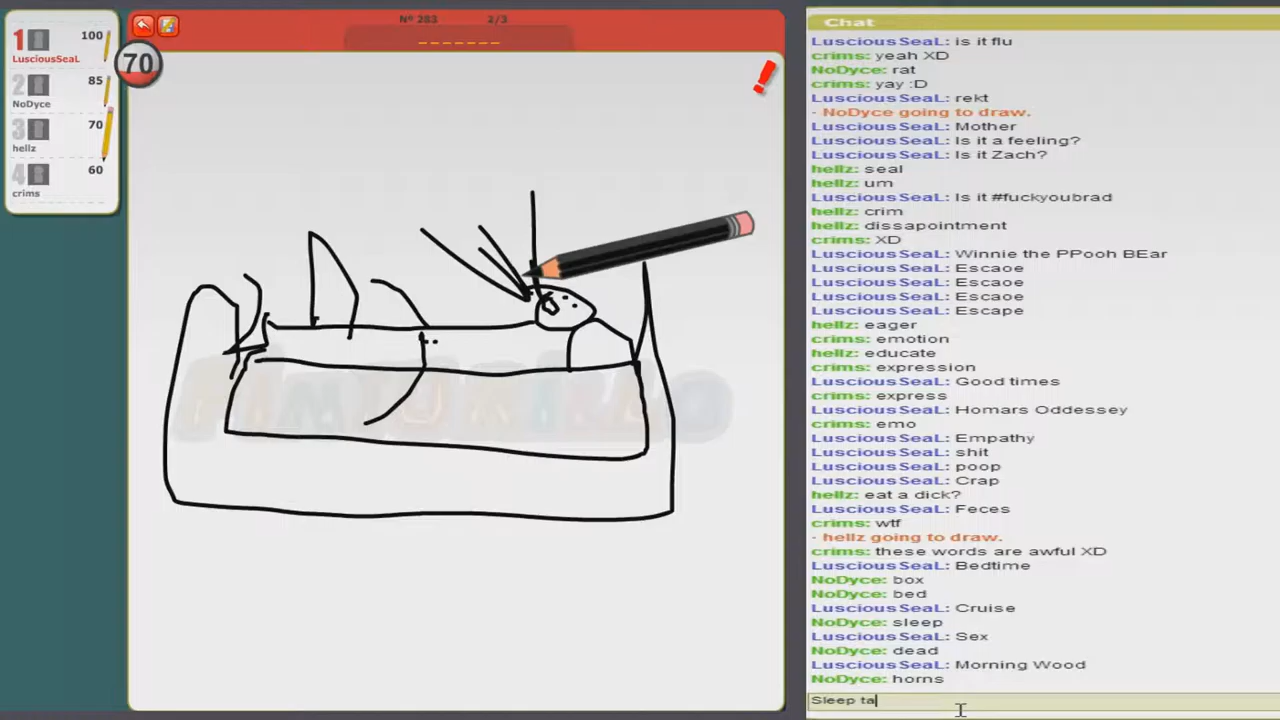 Nº 283 2/3
_ _ _ _ _ _ _
1 100
LusciousSeaL
70
2 85
NoDyce
3 70
hellz
4 60
crims
Chat
LusciousSeaL: is it flu
crims: yeah XD
NoDyce: rat
crims: yay :D
LusciousSeaL: rekt
- NoDyce going to draw.
LusciousSeaL: Mother
LusciousSeaL: Is it a feeling?
LusciousSeaL: Is it Zach?
hellz: seal
hellz: um
LusciousSeaL: Is it #fuckyoubrad
hellz: crim
hellz: dissapointment
crims: XD
LusciousSeaL: Winnie the PPooh BEar
LusciousSeaL: Escaoe
LusciousSeaL: Escaoe
LusciousSeaL: Escaoe
LusciousSeaL: Escape
hellz: eager
crims: emotion
hellz: educate
crims: expression
LusciousSeaL: Good times
crims: express
LusciousSeaL: Homars Oddessey
crims: emo
LusciousSeaL: Empathy
LusciousSeaL: shit
LusciousSeaL: poop
LusciousSeaL: Crap
hellz: eat a dick?
LusciousSeaL: Feces
crims: wtf
- hellz going to draw.
crims: these words are awful XD
LusciousSeaL: Bedtime
NoDyce: box
NoDyce: bed
LusciousSeaL: Cruise
NoDyce: sleep
LusciousSeaL: Sex
NoDyce: dead
LusciousSeaL: Morning Wood
NoDyce: horns
Sleep ta